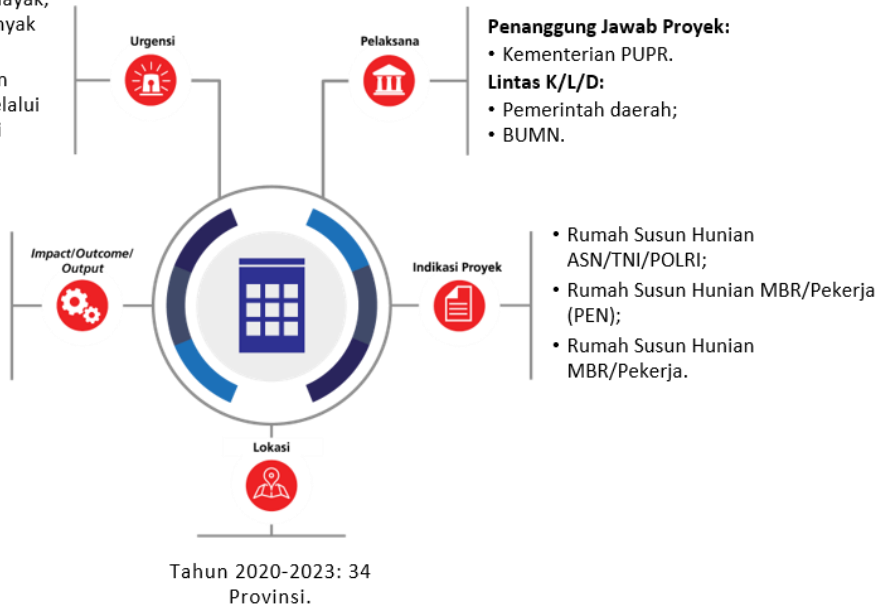 nyak
Urgensi
n
elalui
i
Pelaksana
Penanggung Jawab Proyek:
• Kementerian PUPR.
Lintas K/L/D:
• Pemerintah daerah;
• BUMN.
Impact/Outcome/
Output
Indikasi Proyek
• Rumah Susun Hunian
ASN/TNI/POLRI;
• Rumah Susun Hunian MBR/Pekerja
(PEN);
• Rumah Susun Hunian
MBR/Pekerja.
Lokasi
Tahun 2020-2023: 34
Provinsi.